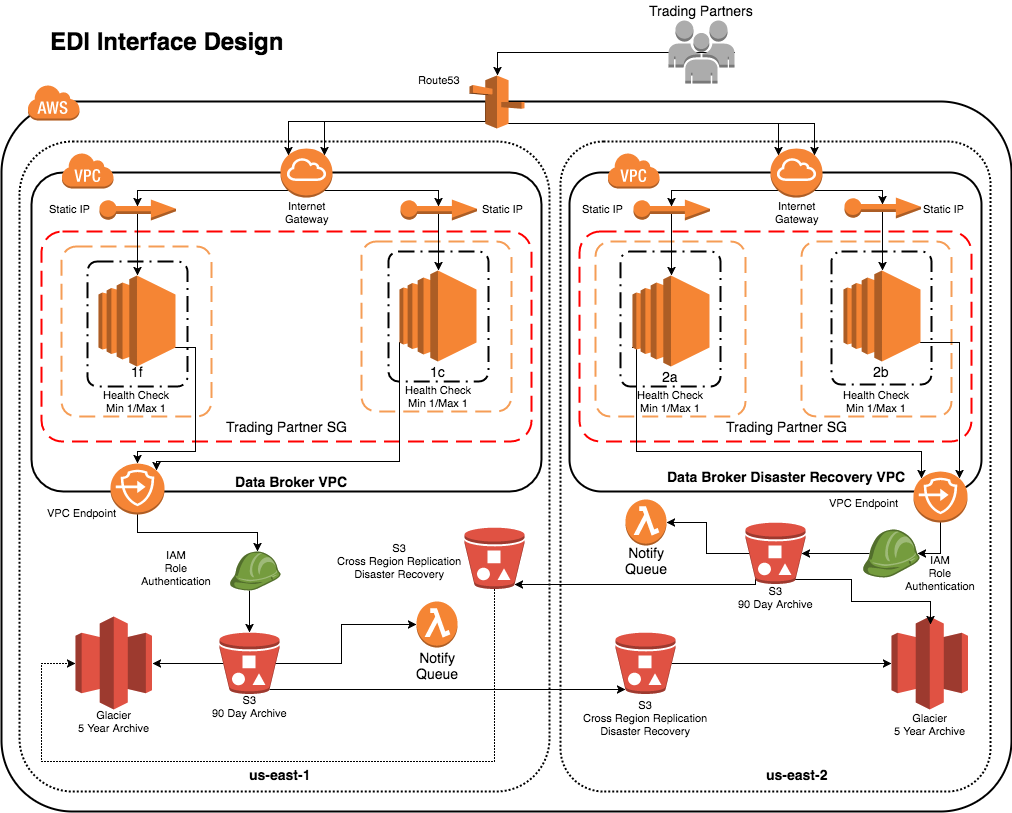 Trading Partners
EDI Interface Design
Route53
AWS
VPC
Internet
Gateway
Static IP
Static IP
1f
Health Check
Min 1/Max 1
1c
Health Check
Min 1/Max 1
Trading Partner SG
Data Broker VPC
VPC
Internet
Gateway
Static IP
Static IP
2a
Health Check
Min 1/Max 1
2b
Health Check
Min 1/Max 1
Trading Partner SG
Data Broker Disaster Recovery VPC
VPC Endpoint
IAM
Role
Authentication
S3
Cross Region Replication
Disaster Recovery
Notify
Queue
S3
90 Day Archive
Glacier
5 Year Archive
us-east-1
VPC Endpoint
IAM
Role
Authentication
Notify
Queue
S3
90 Day Archive
S3
Cross Region Replication
Disaster Recovery
Glacier
5 Year Archive
us-east-2